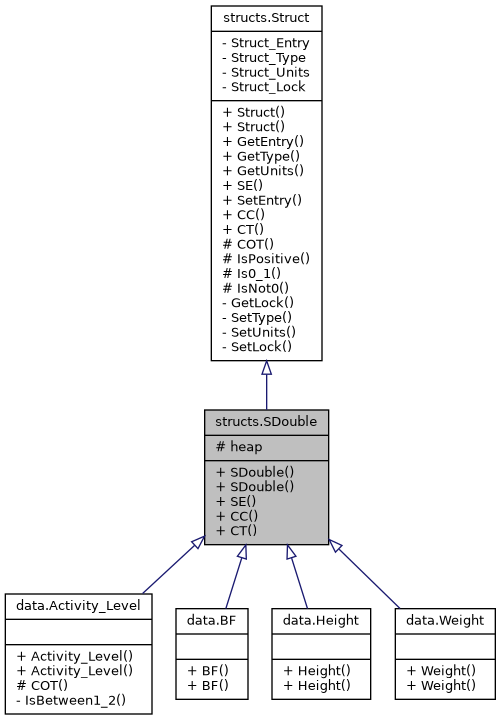 structs.Struct
- Struct_Entry
- Struct_Type
- Struct_Units
- Struct_Lock
+ Struct()
+ Struct()
+ GetEntry()
+ GetType()
+ GetUnits()
+ SE()
+ SetEntry()
+ CC()
+ CT()
# COT()
# IsPositive()
# Is0_1()
# IsNot0()
- GetLock()
- SetType()
- SetUnits()
- SetLock()
structs.SDouble
# heap
+ SDouble()
+ SDouble()
+ SE()
+ CC()
+ CT()
data.Activity_Level
+ Activity_Level()
+ Activity_Level()
# COT()
- IsBetween1_2()
data.BF
+ BF()
+ BF()
data.Height
+ Height()
+ Height()
data.Weight
+ Weight()
+ Weight()